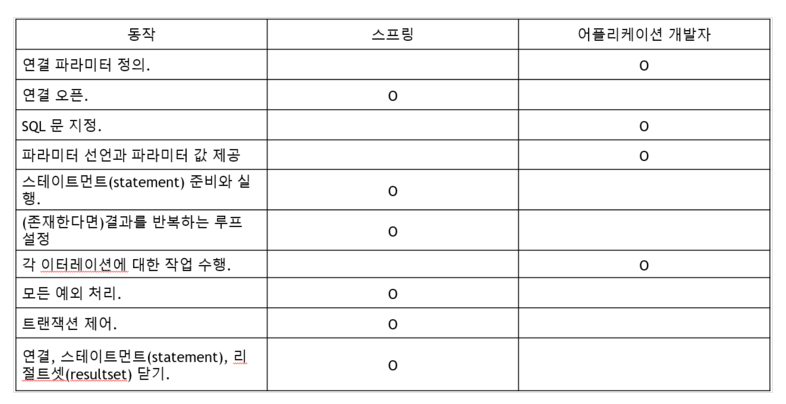 동작 스프링 어플리케이션 개발자
연결 파라미터 정의. O
연결 오픈. O
SQL 문 지정. O
파라미터 선언과 파라미터 값 제공 O
스테이트먼트(statement) 준비와 실
행. O
(존재한다면)결과를 반복하는 루프
설정 O
각 이터레이션에 대한 작업 수행. O
모든 예외 처리. O
트랜잭션 제어. O
연결, 스테이트먼트(statement), 리
절트셋(resultset) 닫기. O